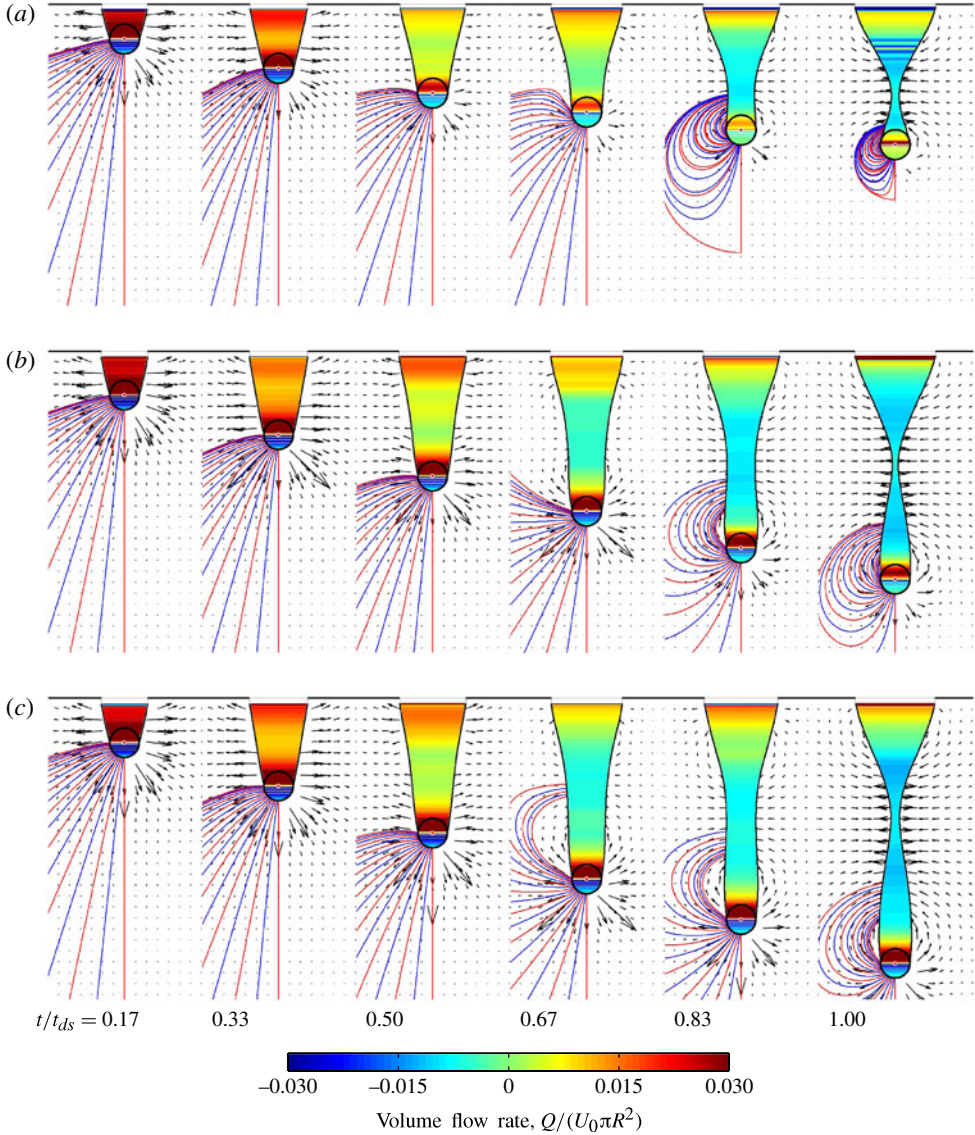 (a)
(b)
(c)
t/t_ds = 0.17 0.33 0.50 0.67 0.83 1.00
−0.030 −0.015 0 0.015 0.030
Volume flow rate, Q/(U₀πR²)